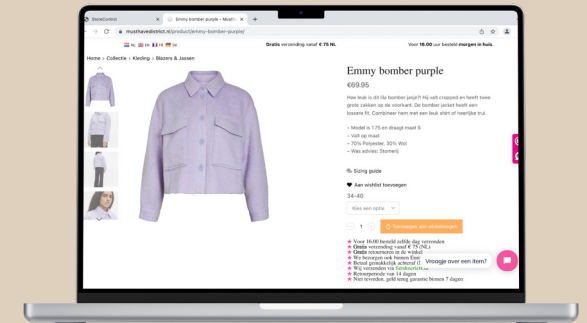 StoreControl
Emmy bomber purple – Musth
musthavedistrict.nl/product/emmy-bomber-purple/
NL EN FR DE
Gratis verzending vanaf € 75 NL
Voor 16.00 uur besteld morgen in huis.
Home › Collectie › Kleding › Blazers & Jassen
Emmy bomber purple
€69.95
Hoe leuk is dit lila bomber jasje?! Hij valt cropped en heeft twee
grote zakken op de voorkant. De bomber jacket heeft een
lossere fit. Combineer hem met een leuk shirt of heerlijke trui.
– Model is 1.75 en draagt maat S
– Valt op maat
– 70% Polyester, 30% Wol
– Was advies: Stomerij
Sizing guide
Aan wishlist toevoegen
34-40
Kies een optie
1
Toevoegen aan winkelwagen
Voor 16.00 besteld zelfde dag verzonden
Gratis verzending vanaf € 75 (NL)
Gratis retourneren in de winkel
We bezorgen ook binnen
Betaal gemakkelijk achteraf
Wij verzenden via
Retourperiode van 14 dagen
Niet tevreden, geld terug garantie binnen 7 dagen
Vraagje over een item?